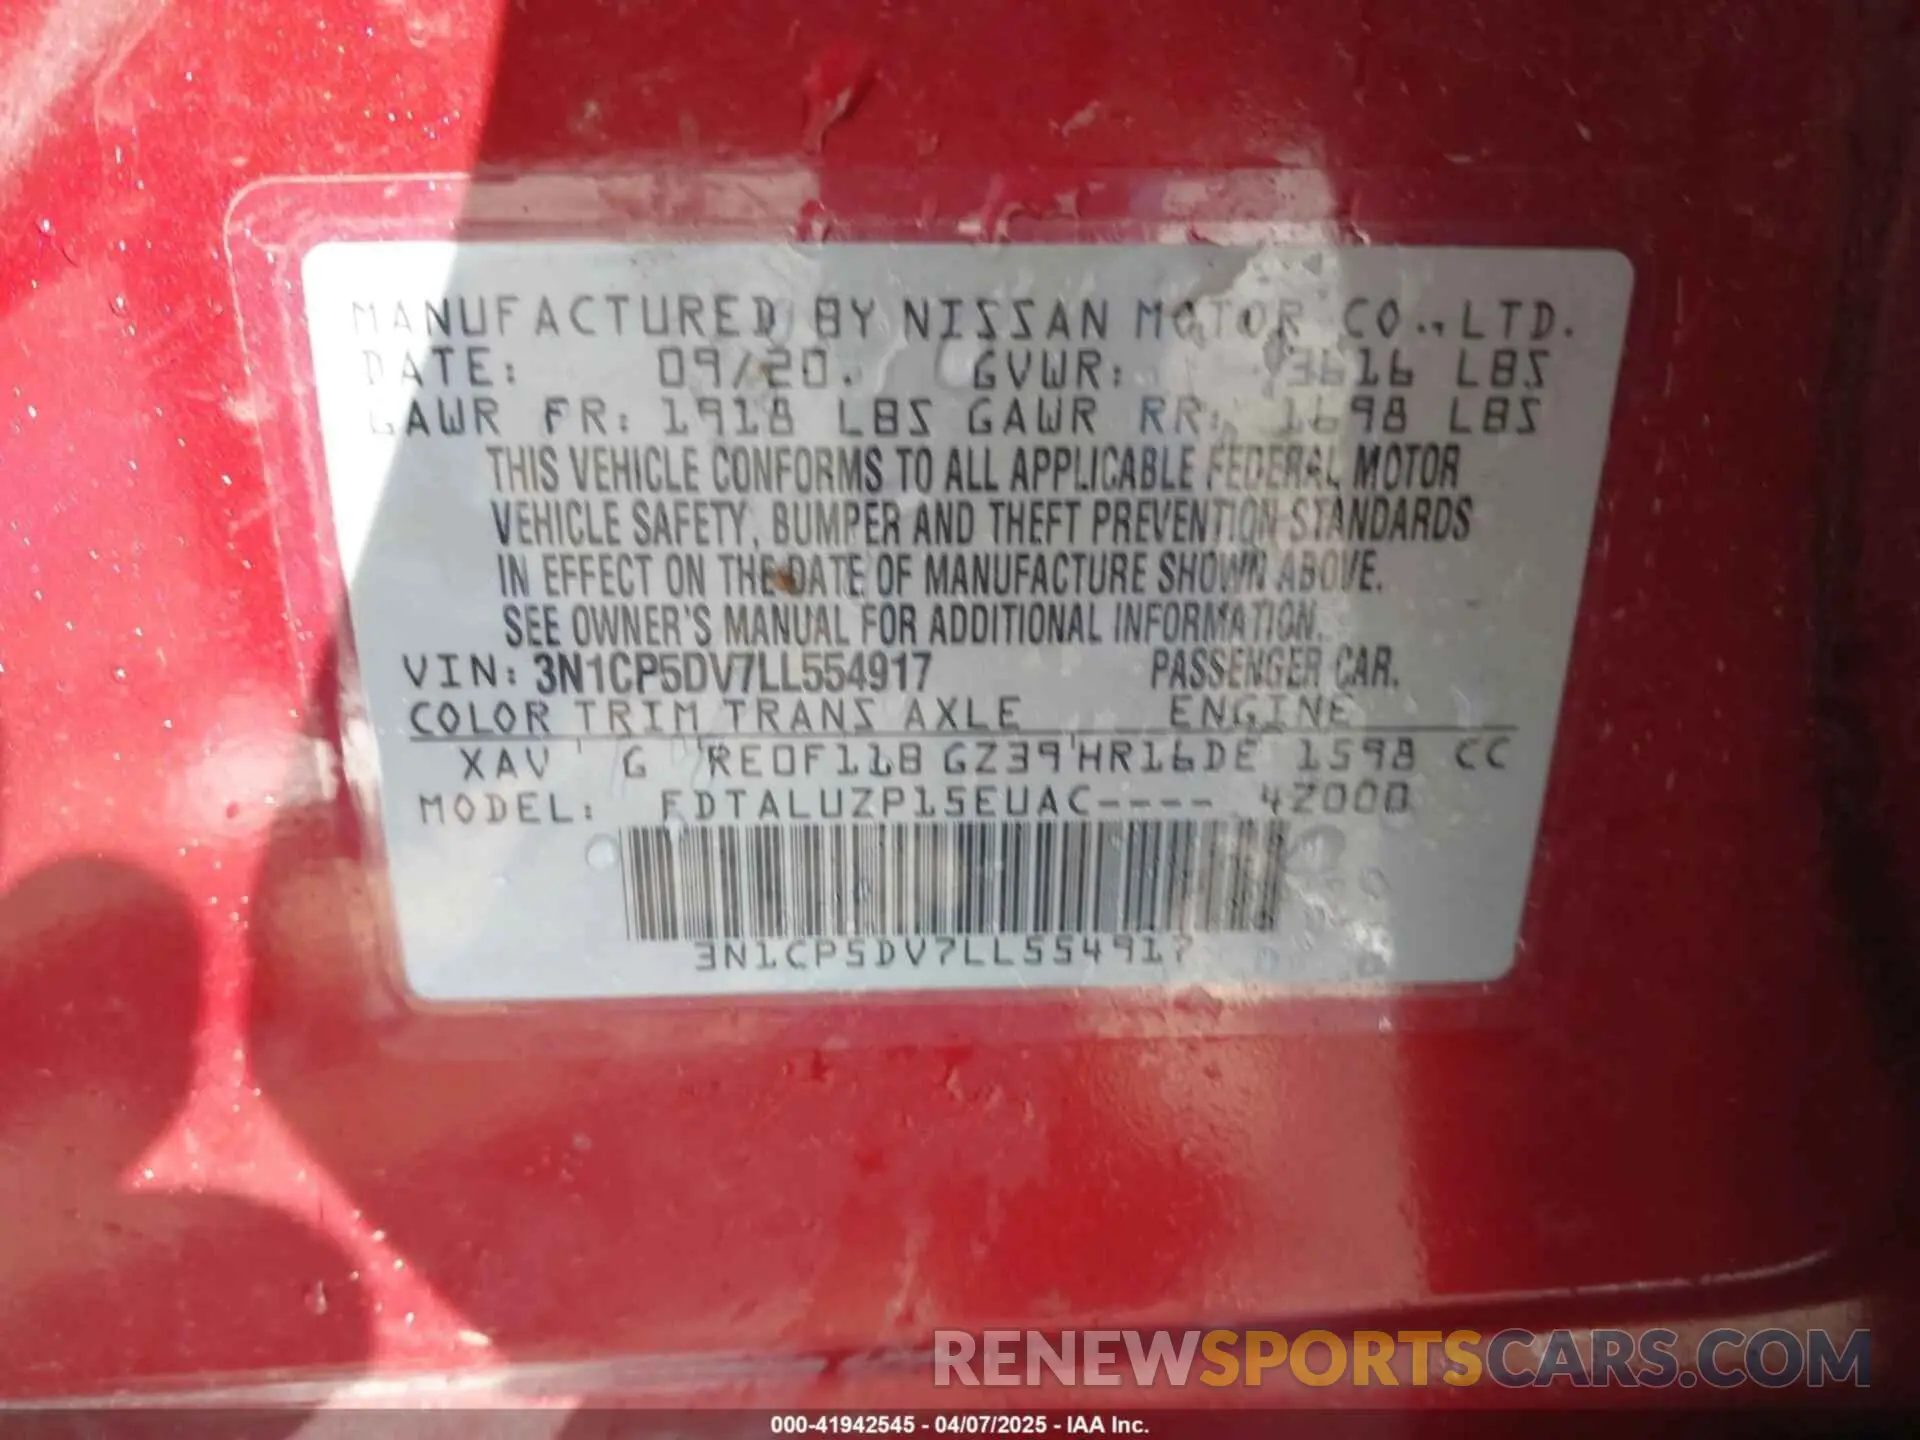 MANUFACTURED BY NISSAN MOTOR CO., LTD.
DATE: 09/20. GVWR: 3616 LBS
GAWR FR: 1918 LBS GAWR RR: 1698 LBS
THIS VEHICLE CONFORMS TO ALL APPLICABLE FEDERAL MOTOR
VEHICLE SAFETY, BUMPER AND THEFT PREVENTION STANDARDS
IN EFFECT ON THE DATE OF MANUFACTURE SHOWN ABOVE.
SEE OWNER'S MANUAL FOR ADDITIONAL INFORMATION.
VIN: 3N1CP5DV7LL554917 PASSENGER CAR.
COLOR TRIM TRANS AXLE ENGINE
XAV G RE0F11B GZ39 HR16DE 1598 CC
MODEL: FDTALUZP15EUAC---- 42000
3N1CP5DV7LL554917
RENEWSPORTSCARS.COM
000-41942545 - 04/07/2025 - IAA Inc.